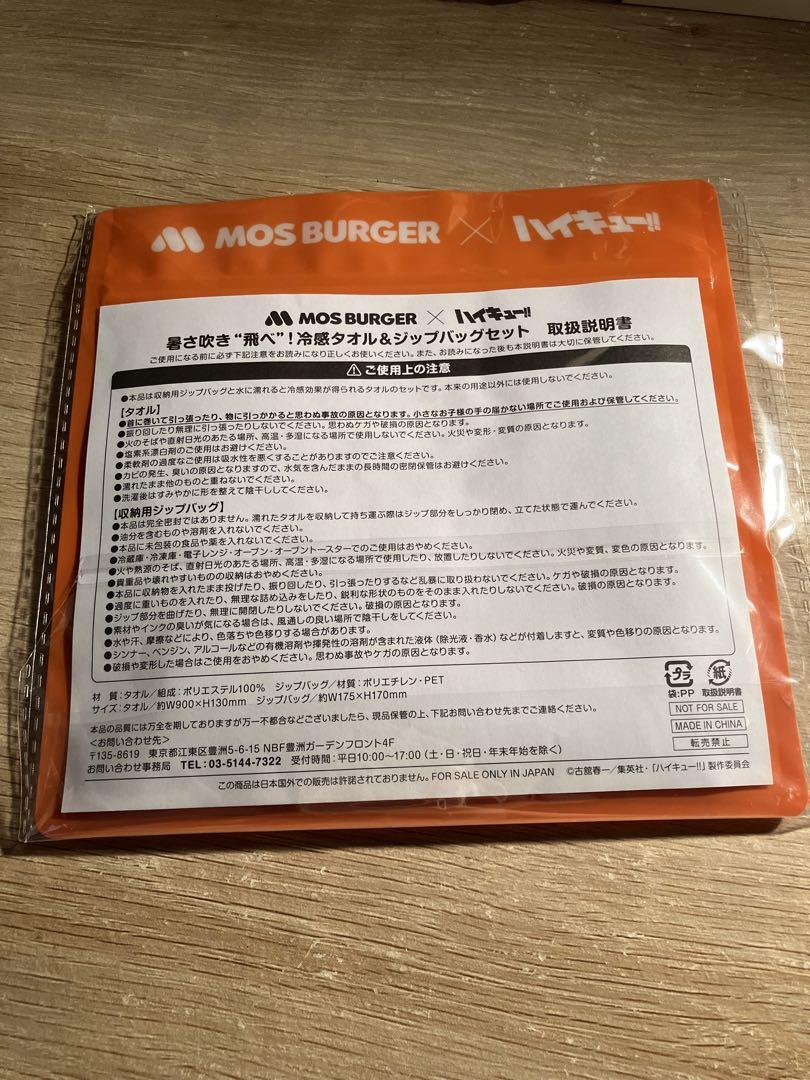 MOS BURGER × ハイキュー!!
MOS BURGER × ハイキュー!!
暑さ吹き“飛べ”!冷感タオル&ジップバッグセット 取扱説明書
ご使用になる前に必ず下記注意をお読みになり正しくお使いください。また、お読みになった後も本説明書は大切に保管してください。
ご使用上の注意
●本品は収納用ジップバッグと水に濡れると冷感効果が得られるタオルのセットです。本来の用途以外には使用しないでください。
【タオル】
●首に巻いて引っ張ったり、物に引っかかると思わぬ事故の原因となります。小さなお子様の手の届かない場所でご使用および保管してください。
●振り回したり無理に引っ張ったりしないでください。思わぬケガや破損の原因となります。
●火のそばや直射日光のあたる場所、高温・多湿になる場所で使用しないでください。火災や変形・変質の原因となります。
●塩素系漂白剤のご使用はお避けください。
●柔軟剤の過度なご使用は吸水性を悪くすることがありますのでご注意ください。
●カビの発生、臭いの原因となりますので、水気を含んだままの長時間の密閉保管はお避けください。
●濡れたまま他のものと重ねないでください。
●洗濯後はすみやかに形を整えて陰干ししてください。
【収納用ジップバッグ】
●本品は完全密封ではありません。濡れたタオルを収納して持ち運ぶ際はジップ部分をしっかり閉め、立てた状態で運んでください。
●油分を含むものや溶剤を入れないでください。
●本品に未包装の食品や薬を入れないでください。
●冷蔵庫・冷凍庫・電子レンジ・オーブン・オーブントースターでのご使用はおやめください。
●火や熱源のそば、直射日光のあたる場所、高温・多湿になる場所で使用したり、放置したりしないでください。火災や変質、変色の原因となります。
●貴重品や壊れやすいものの収納はおやめください。
●本品に収納物を入れたまま投げたり、振り回したり、引っ張ったりするなど乱暴に取り扱わないでください。ケガや破損の原因となります。
●過度に重いものを入れたり、無理な詰め込みをしたり、鋭利な形状のものをそのまま入れたりしないでください。破損の原因となります。
●ジップ部分を曲げたり、無理に開閉したりしないでください。破損の原因となります。
●素材やインクの臭いが気になる場合は、風通しの良い場所で陰干しをしてください。
●水や汗、摩擦などにより、色落ちや色移りする場合があります。
●シンナー、ベンジン、アルコールなどの有機溶剤や揮発性の溶剤が含まれた液体(除光液・香水)などが付着しますと、変質や色移りの原因となります。
●破損や変形した場合はご使用をおやめください。思わぬ事故やケガの原因となります。
材 質:タオル/組成:ポリエステル100% ジップバッグ/材質:ポリエチレン・PET
サイズ:タオル/約W900×H130mm ジップバッグ/約W175×H170mm
プラ
袋:PP
紙
取扱説明書
NOT FOR SALE
MADE IN CHINA
転売禁止
本品の品質には万全を期しておりますが万一不都合などございましたら、現品保管の上、下記お問い合わせ先までご連絡ください。
<お問い合わせ先>
〒135-8619 東京都江東区豊洲5-6-15 NBF豊洲ガーデンフロント4F
お問い合わせ事務局 TEL:03-5144-7322 受付時間:平日10:00~17:00(土・日・祝日・年末年始を除く)
この商品は日本国外での販売は許諾されておりません。FOR SALE ONLY IN JAPAN ©古舘春一/集英社・「ハイキュー!!」製作委員会